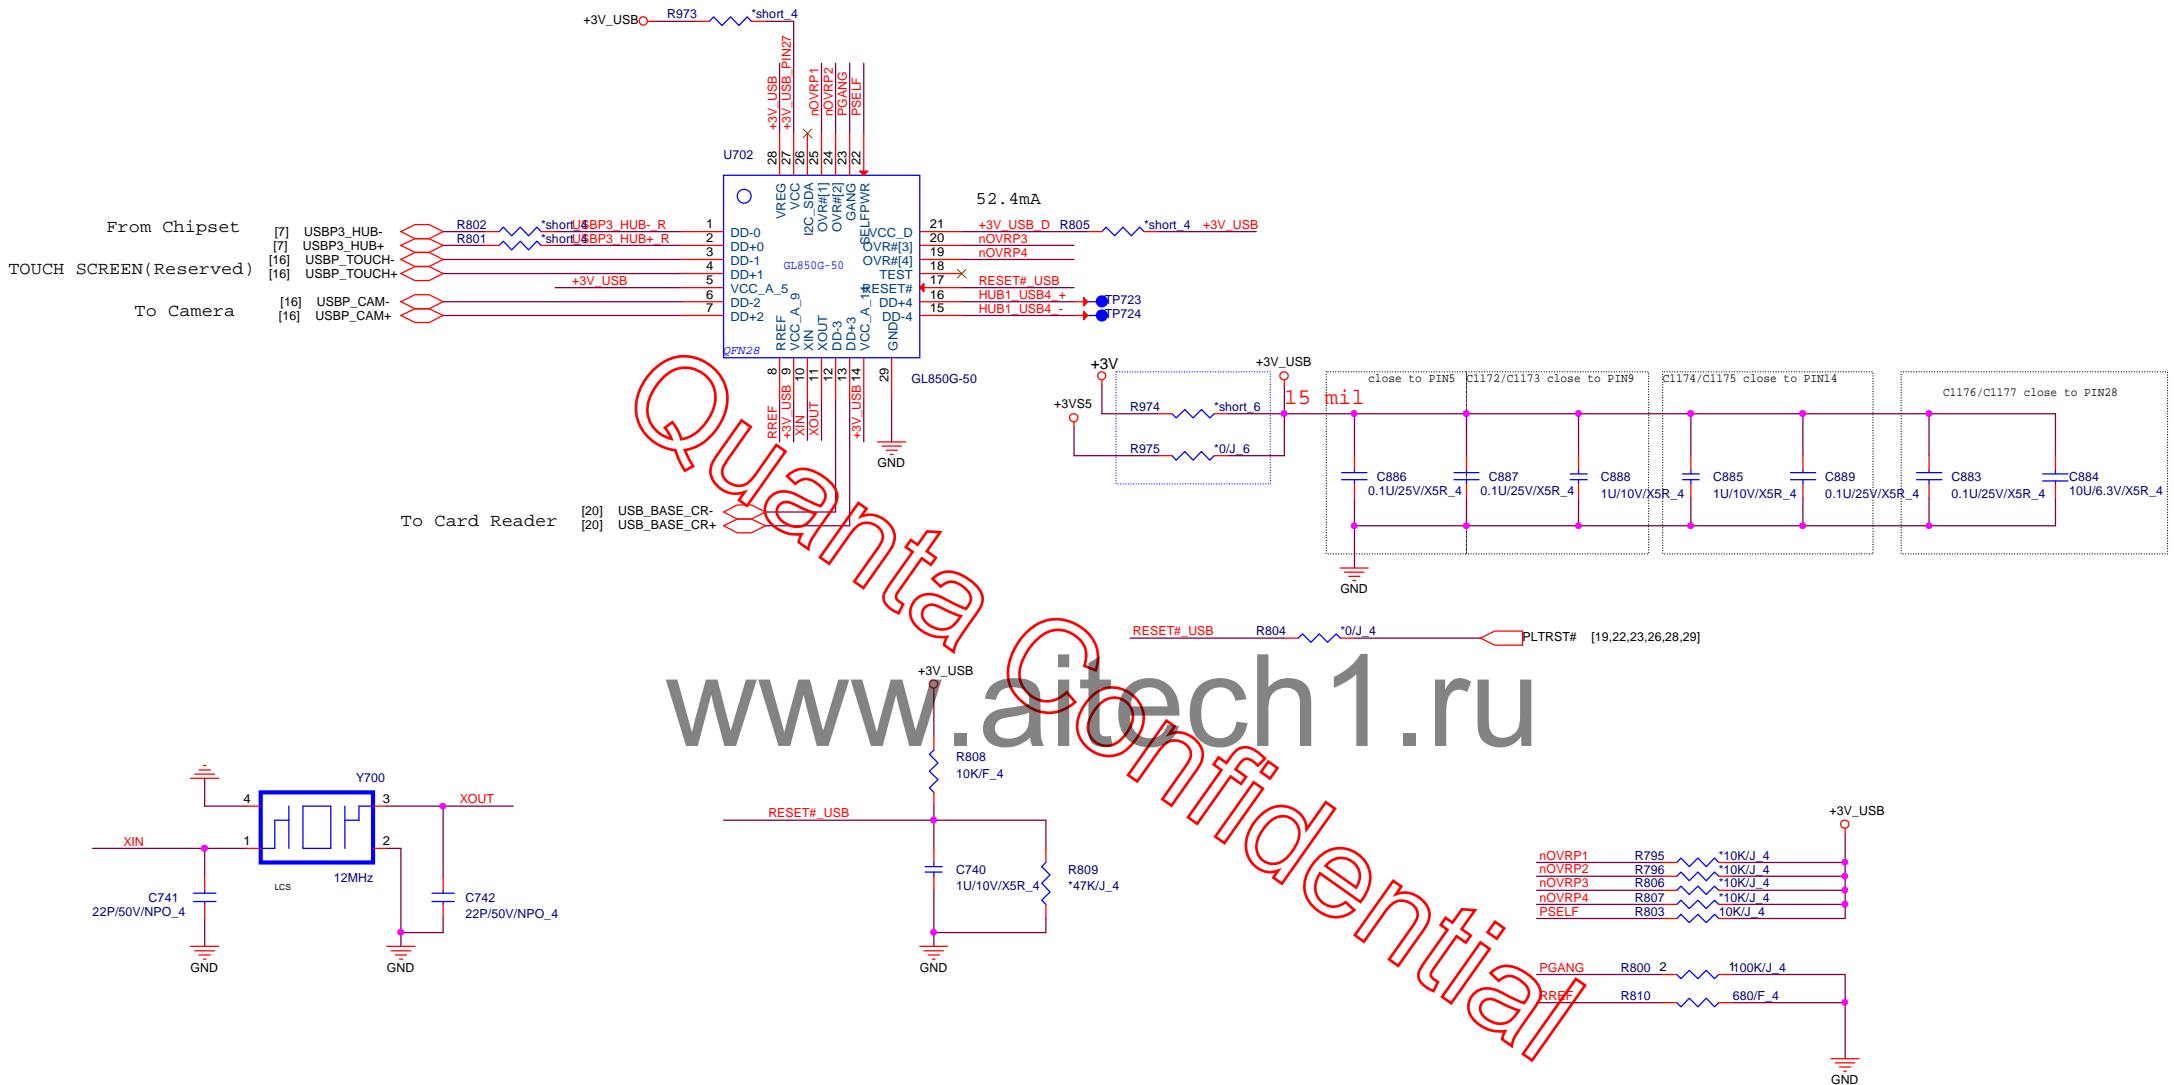 +3V_USB R973 *short_4
+3V_USB
+3V_USB_PIN27
nOVRP1
nOVRP2
PGANG
PSELF
U702
28 27 26 25 24 23 22
VREG
VCC
I2C_SDA
OVR#[1]
OVR#[2]
GANG
SELFPWR
52.4mA
From Chipset
[7] USBP3_HUB- R802 *short_4 USBP3_HUB-_R 1 DD-0
[7] USBP3_HUB+ R801 *short_4 USBP3_HUB+_R 2 DD+0
TOUCH SCREEN(Reserved)
[16] USBP_TOUCH- 3 DD-1
[16] USBP_TOUCH+ 4 DD+1
+3V_USB 5 VCC_A_5
To Camera
[16] USBP_CAM- 6 DD-2
[16] USBP_CAM+ 7 DD+2
GL850G-50
VCC_D 21 +3V_USB_D R805 *short_4 +3V_USB
OVR#[3] 20 nOVRP3
OVR#[4] 19 nOVRP4
TEST 18
RESET# 17 RESET#_USB
DD+4 16 HUB1_USB4_+ TP723
DD-4 15 HUB1_USB4_- TP724
RREF
VCC_A_9
XIN
XOUT
DD-3
DD+3
VCC_A_14
GND
QFN28
GL850G-50
8 9 10 11 12 13 14 29
RREF
+3V_USB
XIN
XOUT
+3V_USB
GND
To Card Reader
[20] USB_BASE_CR-
[20] USB_BASE_CR+
+3V
+3VS5
+3V_USB
R974 *short_6
R975 *0/J_6
15 mil
close to PIN5
C1172/C1173 close to PIN9
C1174/C1175 close to PIN14
C1176/C1177 close to PIN28
C886 0.1U/25V/X5R_4
C887 0.1U/25V/X5R_4
C888 1U/10V/X5R_4
C885 1U/10V/X5R_4
C889 0.1U/25V/X5R_4
C883 0.1U/25V/X5R_4
C884 10U/6.3V/X5R_4
GND
RESET#_USB R804 *0/J_4 PLTRST# [19,22,23,26,28,29]
Quanta Confidential
www.aitech1.ru
+3V_USB
R808
10K/F_4
RESET#_USB
C740
1U/10V/X5R_4
R809
*47K/J_4
GND
Y700
4 3 XOUT
XIN 1 2
12MHz
LCS
C741
22P/50V/NPO_4
C742
22P/50V/NPO_4
GND
GND
+3V_USB
nOVRP1 R795 *10K/J_4
nOVRP2 R796 *10K/J_4
nOVRP3 R806 *10K/J_4
nOVRP4 R807 *10K/J_4
PSELF R803 10K/J_4
PGANG R800 2 1 100K/J_4
RREF R810 680/F_4
GND